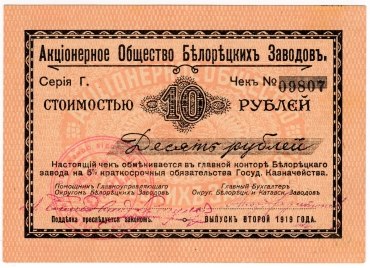 Акціонерное Общество Бѣлорѣцкихъ Заводовъ.
Серія Г. Чекъ № 09807
СТОИМОСТЬЮ 10 РУБЛЕЙ
Десять рублей
Настоящій чекъ обмѣнивается въ главной конторѣ Бѣлорѣцкаго
завода на 5% краткосрочныя обязательства Госуд. Казначейства.
Помощникъ Главноуправляющаго Главный Бухгалтеръ
Округомъ Бѣлорѣцкихъ Заводовъ Округ. Бѣлорѣцк. и Катавск. Заводовъ
Поддѣлка преслѣдуется закономъ. ВЫПУСКЪ ВТОРОЙ 1919 ГОДА.